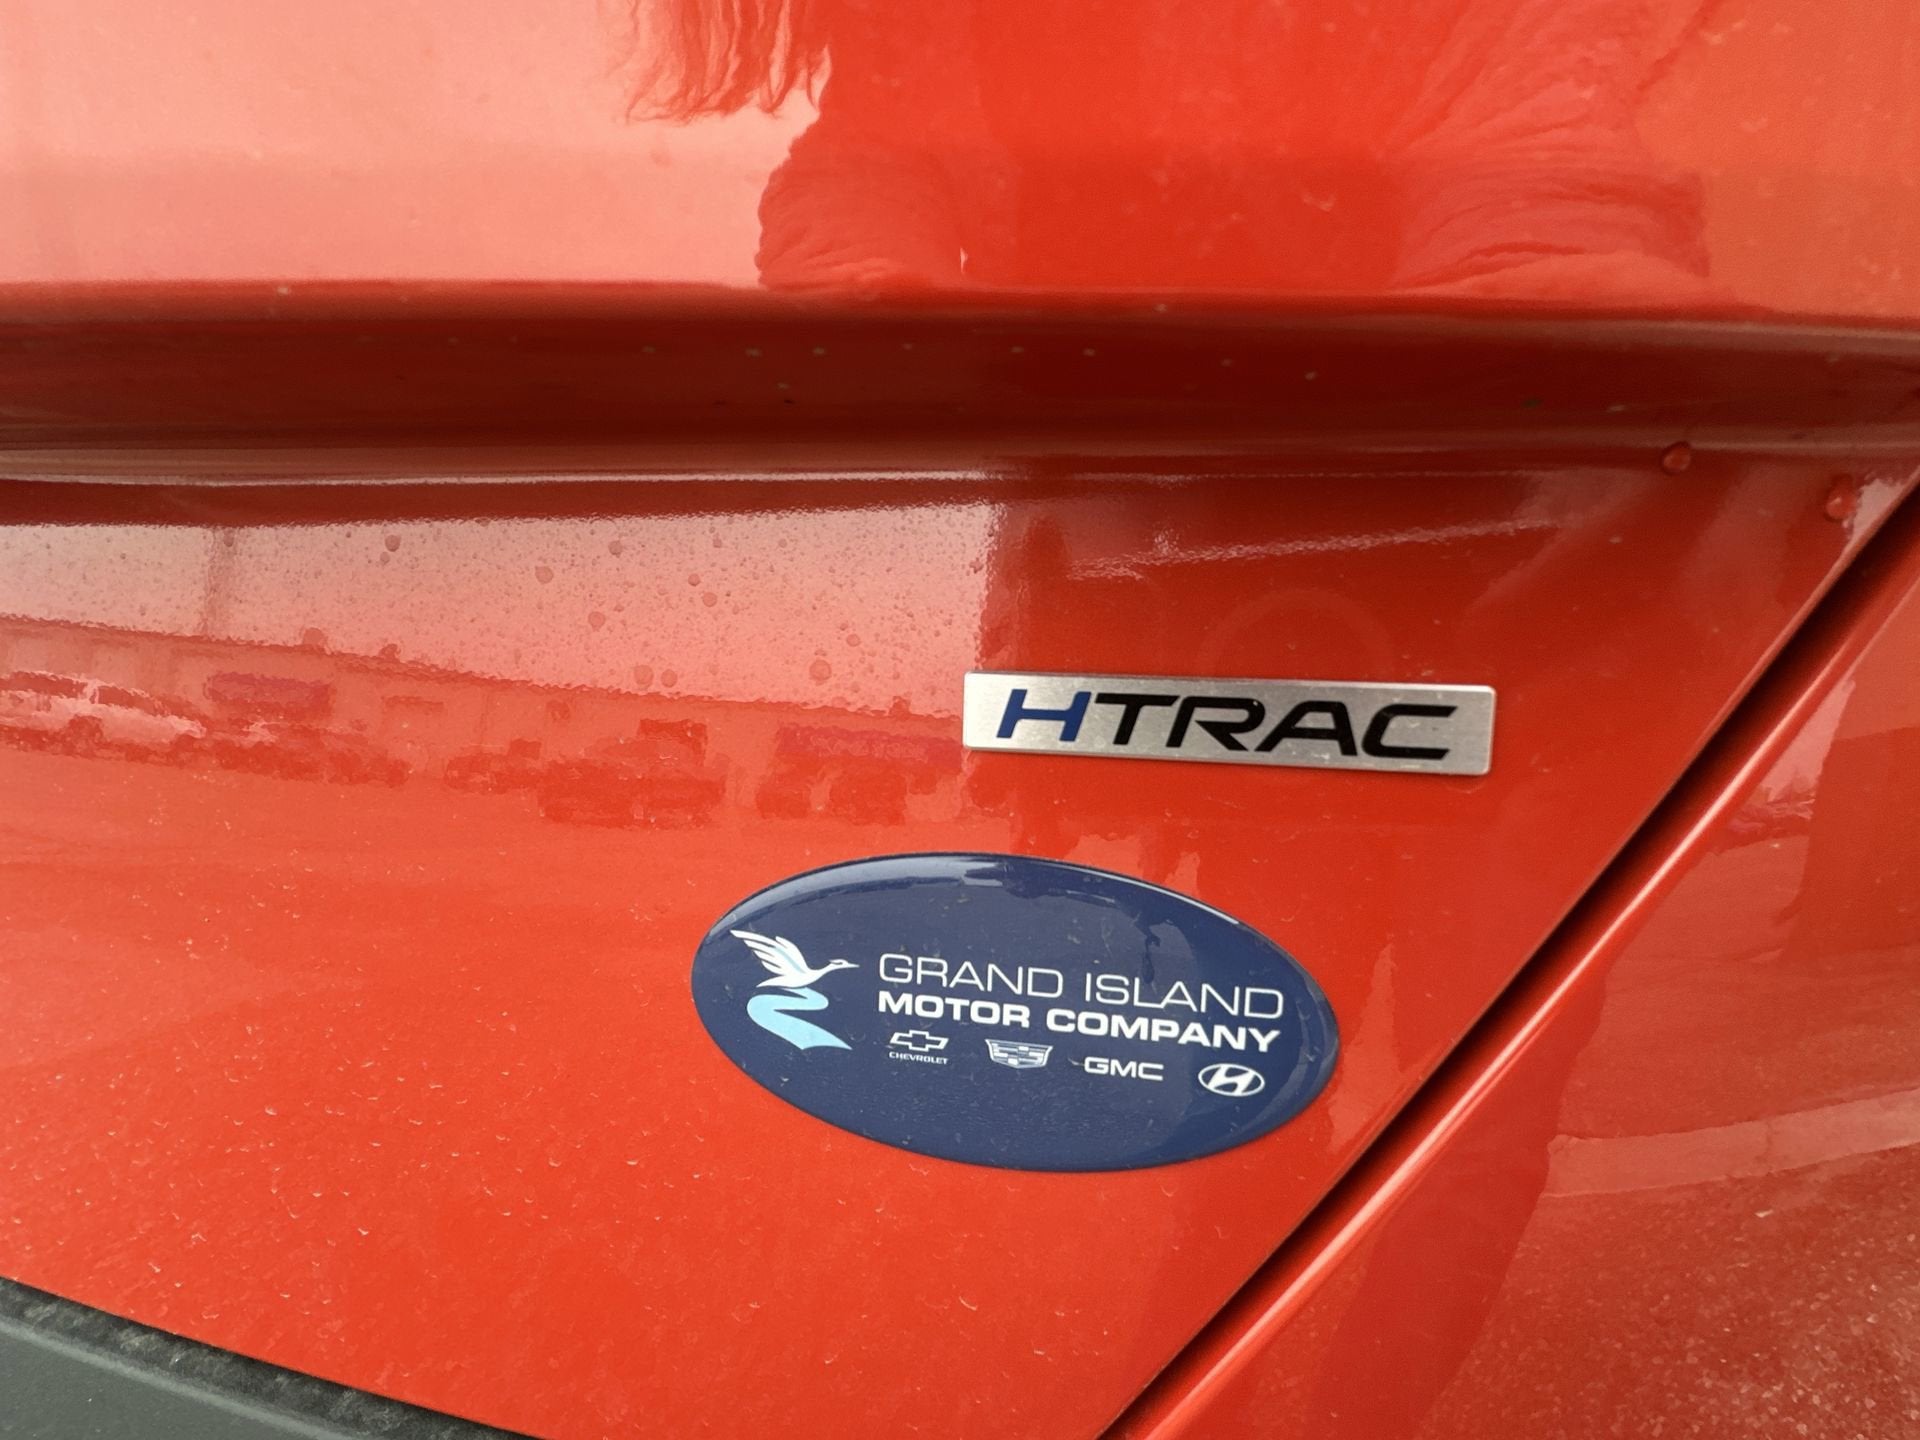 HTRAC
GRAND ISLAND
MOTOR COMPANY
CHEVROLET
GMC